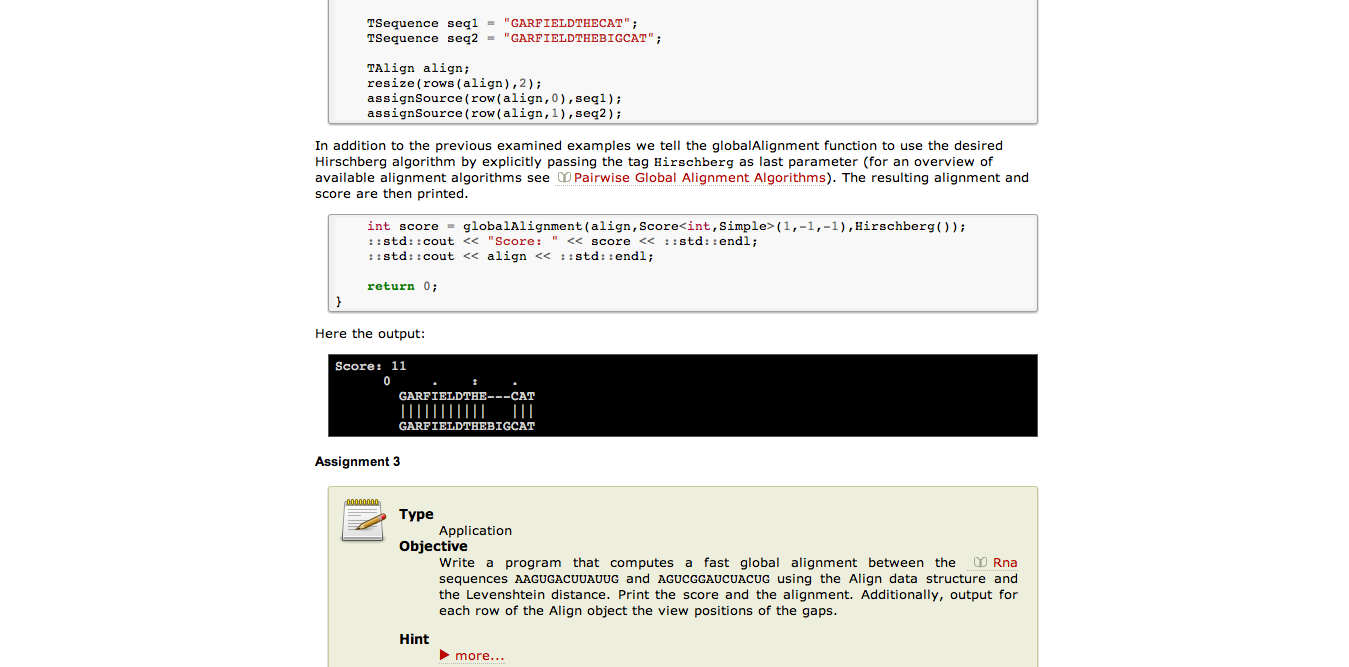 TSequence seq1 = "GARFIELDTHECAT";
TSequence seq2 = "GARFIELDTHEBIGCAT";
TAlign align;
resize(rows(align),2);
assignSource(row(align,0),seq1);
assignSource(row(align,1),seq2);
In addition to the previous examined examples we tell the globalAlignment function to use the desired
Hirschberg algorithm by explicitly passing the tag Hirschberg as last parameter (for an overview of
available alignment algorithms see Pairwise Global Alignment Algorithms). The resulting alignment and
score are then printed.
int score = globalAlignment(align,Score<int,Simple>(1,-1,-1),Hirschberg());
::std::cout << "Score: " << score << ::std::endl;
::std::cout << align << ::std::endl;
return 0;
}
Here the output:
Score: 11
0 . : .
GARFIELDTHE---CAT
||||||||||| |||
GARFIELDTHEBIGCAT
Assignment 3
Type
Application
Objective
Write a program that computes a fast global alignment between the Rna
sequences AAGUGACUUAUUG and AGUCGGAUCUACUG using the Align data structure and
the Levenshtein distance. Print the score and the alignment. Additionally, output for
each row of the Align object the view positions of the gaps.
Hint
more...